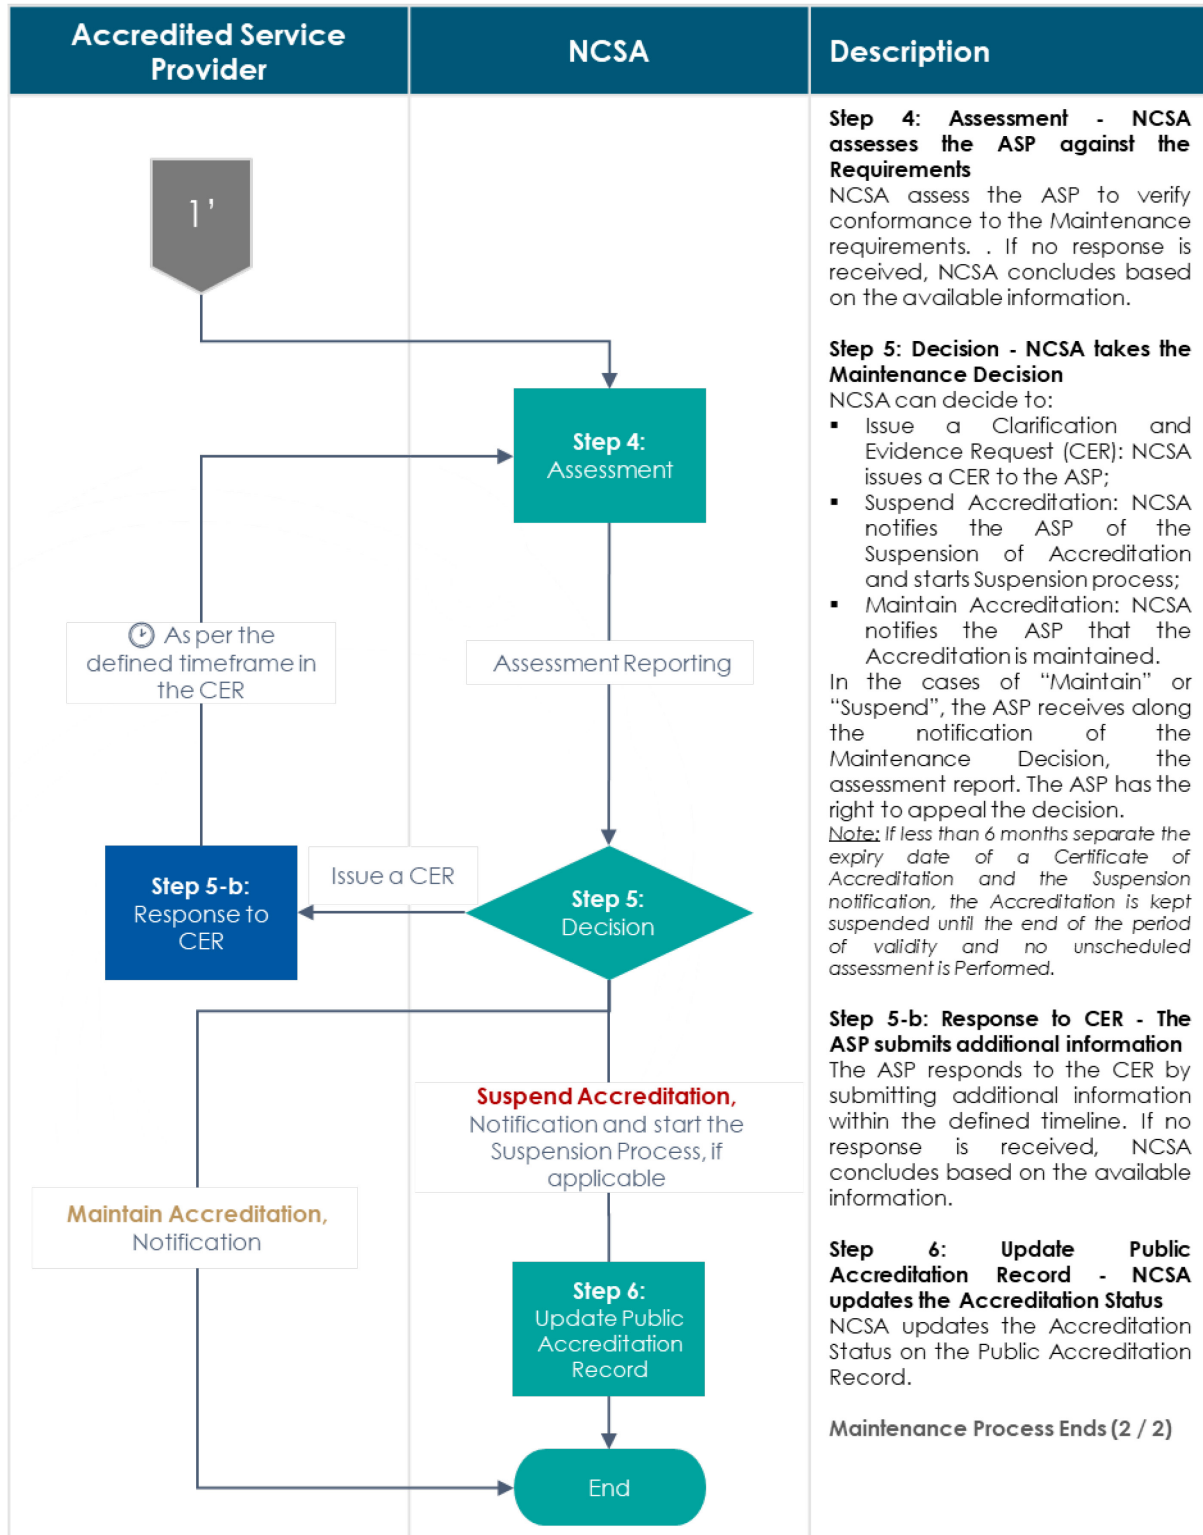 Accredited Service
Provider
NCSA
Description
1'
Step 4:
Assessment
As per the
defined timeframe in
the CER
Assessment Reporting
Step 5-b:
Response to
CER
Issue a CER
Step 5:
Decision
Suspend Accreditation,
Notification and start the
Suspension Process, if
applicable
Maintain Accreditation,
Notification
Step 6:
Update Public
Accreditation
Record
End
Step 4: Assessment - NCSA
assesses the ASP against the
Requirements
NCSA assess the ASP to verify
conformance to the Maintenance
requirements. . If no response is
received, NCSA concludes based
on the available information.
Step 5: Decision - NCSA takes the
Maintenance Decision
NCSA can decide to:
▪ Issue a Clarification and
Evidence Request (CER): NCSA
issues a CER to the ASP;
▪ Suspend Accreditation: NCSA
notifies the ASP of the
Suspension of Accreditation
and starts Suspension process;
▪ Maintain Accreditation: NCSA
notifies the ASP that the
Accreditation is maintained.
In the cases of “Maintain” or
“Suspend”, the ASP receives along
the notification of the
Maintenance Decision, the
assessment report. The ASP has the
right to appeal the decision.
Note: If less than 6 months separate the
expiry date of a Certificate of
Accreditation and the Suspension
notification, the Accreditation is kept
suspended until the end of the period
of validity and no unscheduled
assessment is Performed.
Step 5-b: Response to CER - The
ASP submits additional information
The ASP responds to the CER by
submitting additional information
within the defined timeline. If no
response is received, NCSA
concludes based on the available
information.
Step 6: Update Public
Accreditation Record - NCSA
updates the Accreditation Status
NCSA updates the Accreditation
Status on the Public Accreditation
Record.
Maintenance Process Ends (2 / 2)